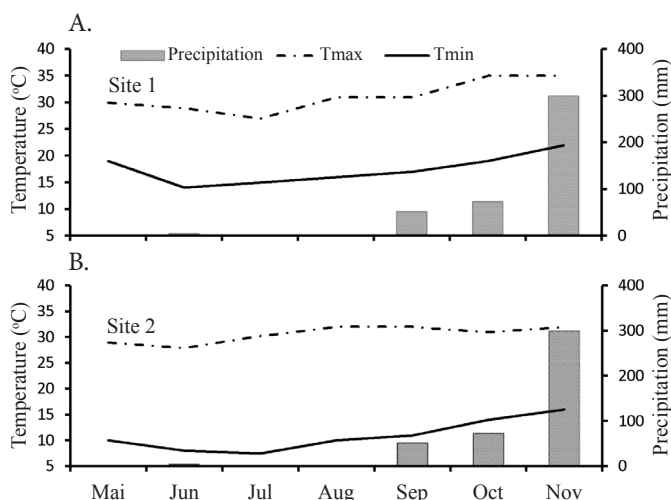 A.
Precipitation Tmax Tmin
Site 1
Temperature (°C)
40
35
30
25
20
15
10
5
Precipitation (mm)
400
300
200
100
0
B.
Site 2
Temperature (°C)
40
35
30
25
20
15
10
5
Precipitation (mm)
400
300
200
100
0
Mai Jun Jul Aug Sep Oct Nov